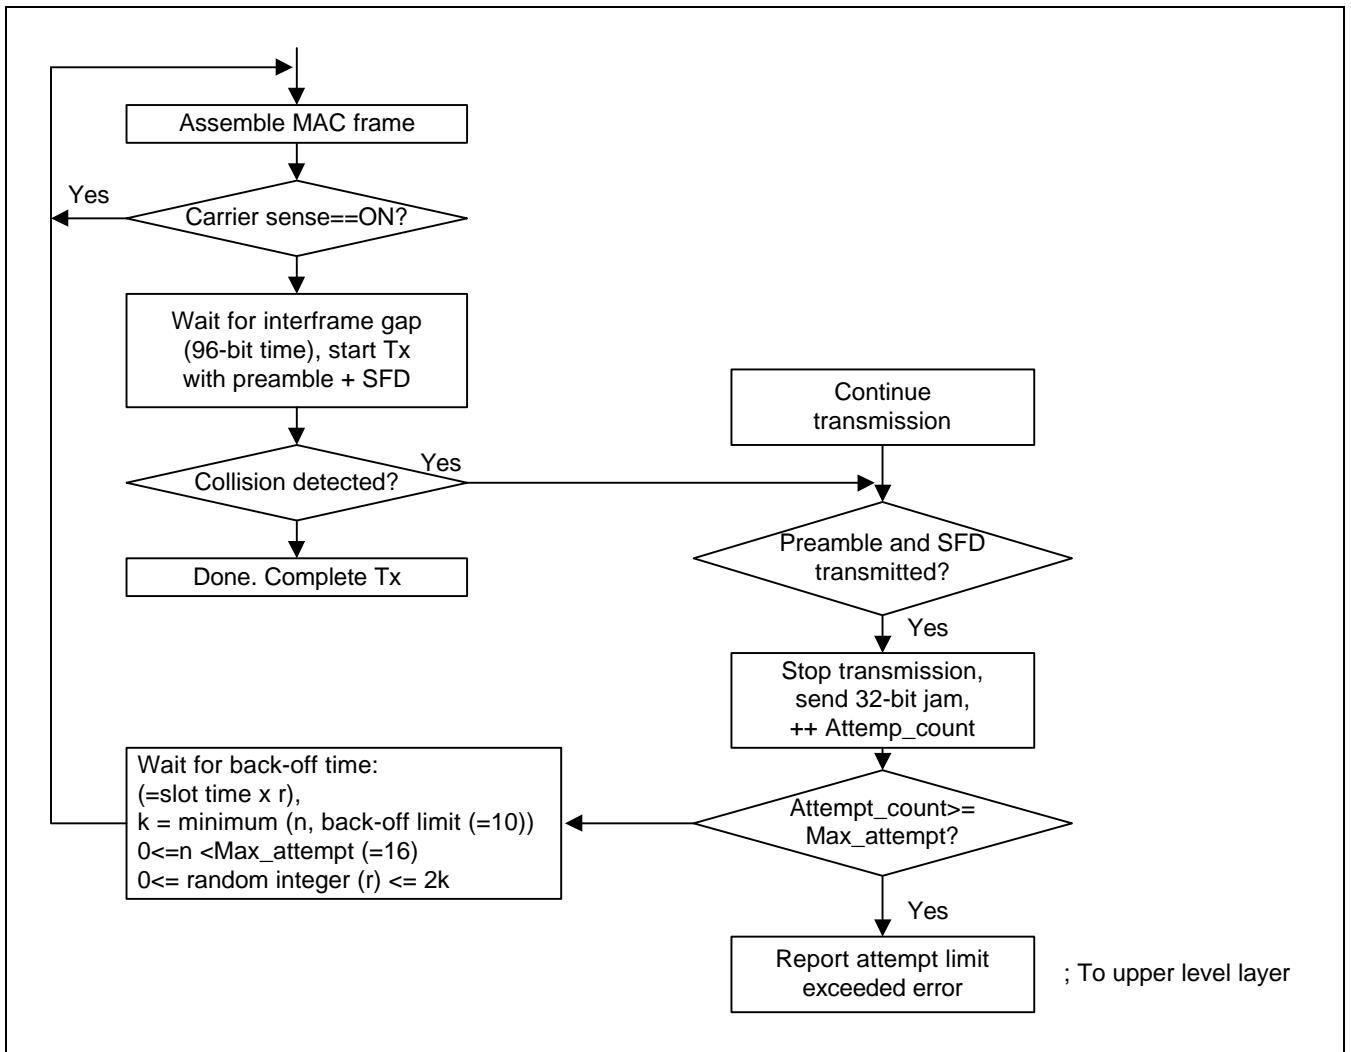 Assemble MAC frame
Yes
Carrier sense==ON?
Wait for interframe gap
(96-bit time), start Tx
with preamble + SFD
Collision detected?
Yes
Done. Complete Tx
Continue
transmission
Preamble and SFD
transmitted?
Yes
Stop transmission,
send 32-bit jam,
++ Attemp_count
Attempt_count>=
Max_attempt?
Wait for back-off time:
(=slot time x r),
k = minimum (n, back-off limit (=10))
0<=n <Max_attempt (=16)
0<= random integer (r) <= 2k
Yes
Report attempt limit
exceeded error
; To upper level layer